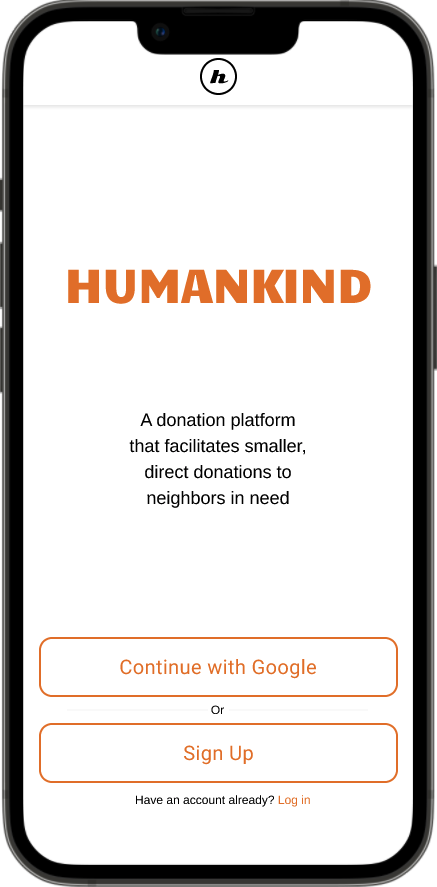 h
HUMANKIND
A donation platform
that facilitates smaller,
direct donations to
neighbors in need
Continue with Google
Or
Sign Up
Have an account already? Log in